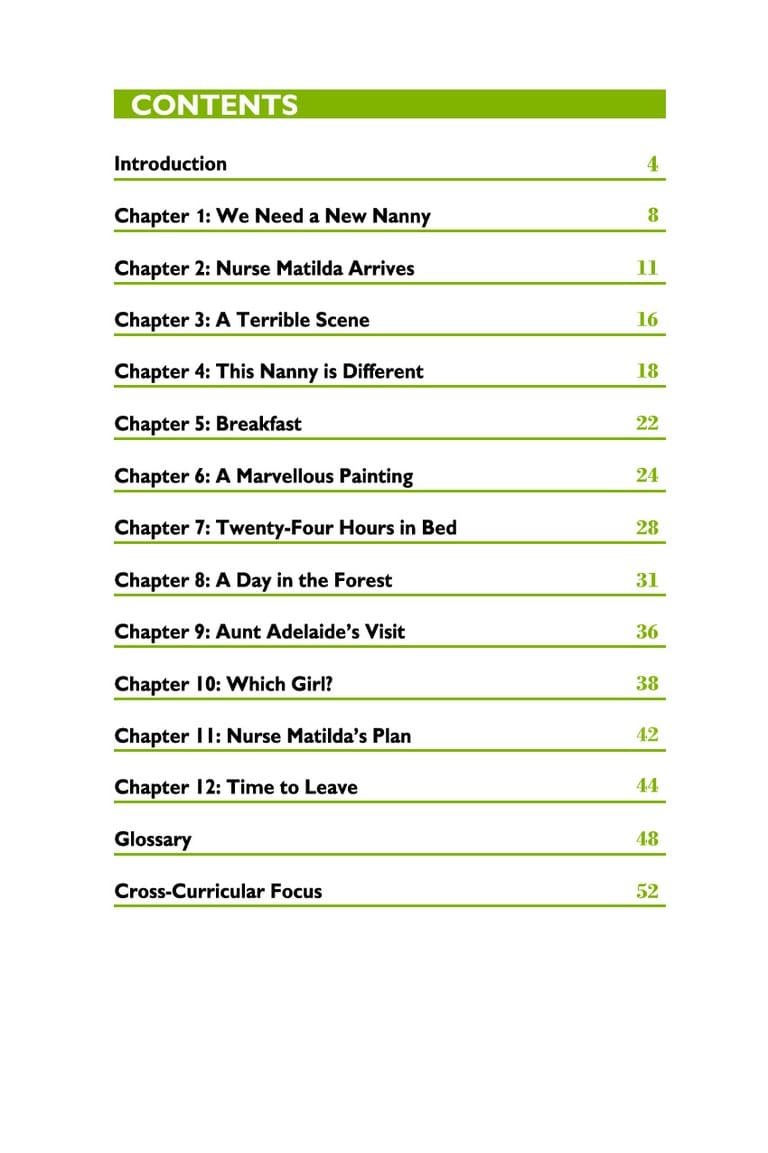 CONTENTS
Introduction 4
Chapter 1: We Need a New Nanny 8
Chapter 2: Nurse Matilda Arrives 11
Chapter 3: A Terrible Scene 16
Chapter 4: This Nanny is Different 18
Chapter 5: Breakfast 22
Chapter 6: A Marvellous Painting 24
Chapter 7: Twenty-Four Hours in Bed 28
Chapter 8: A Day in the Forest 31
Chapter 9: Aunt Adelaide’s Visit 36
Chapter 10: Which Girl? 38
Chapter 11: Nurse Matilda’s Plan 42
Chapter 12: Time to Leave 44
Glossary 48
Cross-Curricular Focus 52